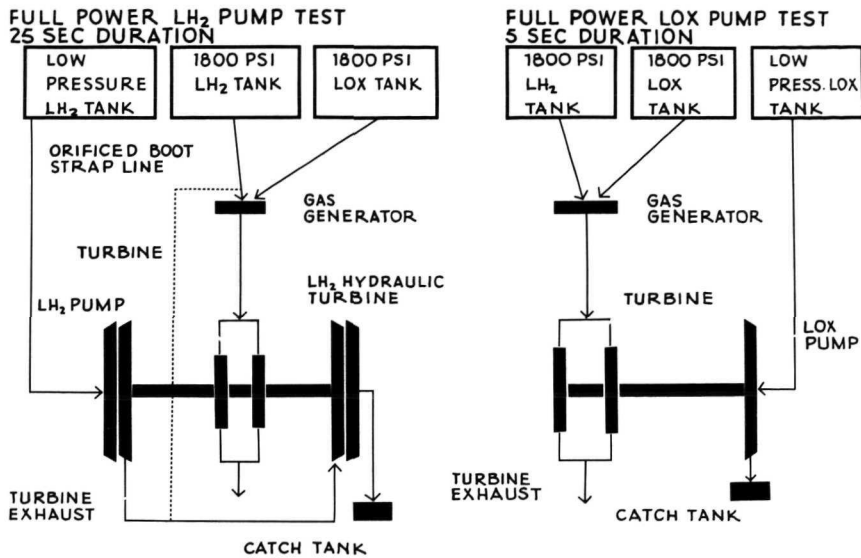 FULL POWER LH₂ PUMP TEST
25 SEC DURATION
LOW
PRESSURE
LH₂ TANK
1800 PSI
LH₂ TANK
1800 PSI
LOX TANK
ORIFICED BOOT
STRAP LINE
GAS
GENERATOR
TURBINE
LH₂ HYDRAULIC
TURBINE
LH₂ PUMP
TURBINE
EXHAUST
CATCH TANK
FULL POWER LOX PUMP TEST
5 SEC DURATION
1800 PSI
LH₂
TANK
1800 PSI
LOX
TANK
LOW
PRESS. LOX
TANK
GAS
GENERATOR
TURBINE
LOX
PUMP
TURBINE
EXHAUST
CATCH TANK